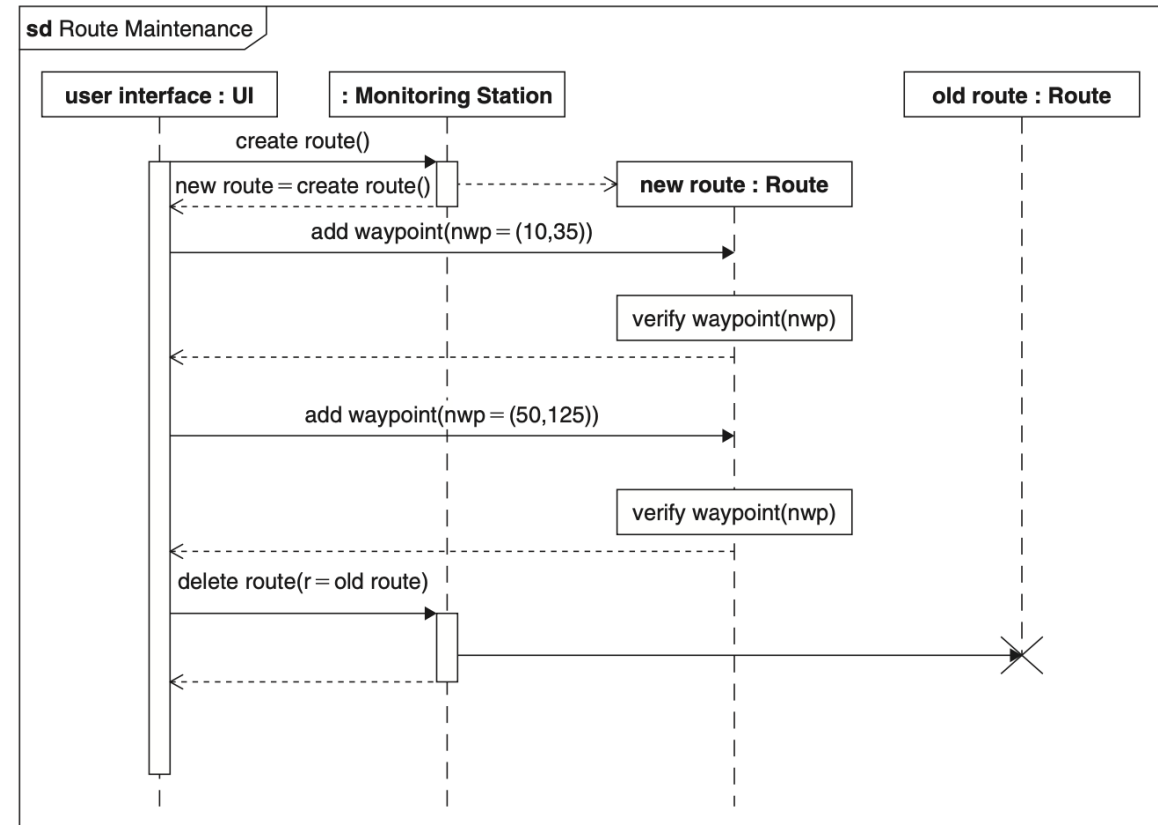 sd Route Maintenance
user interface : UI
: Monitoring Station
old route : Route
create route()
new route = create route()
new route : Route
add waypoint(nwp = (10,35))
verify waypoint(nwp)
add waypoint(nwp = (50,125))
verify waypoint(nwp)
delete route(r = old route)